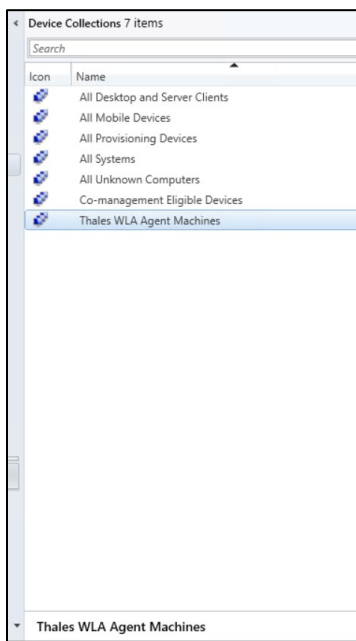 Device Collections 7 items
Search
Icon Name
All Desktop and Server Clients
All Mobile Devices
All Provisioning Devices
All Systems
All Unknown Computers
Co-management Eligible Devices
Thales WLA Agent Machines
Thales WLA Agent Machines